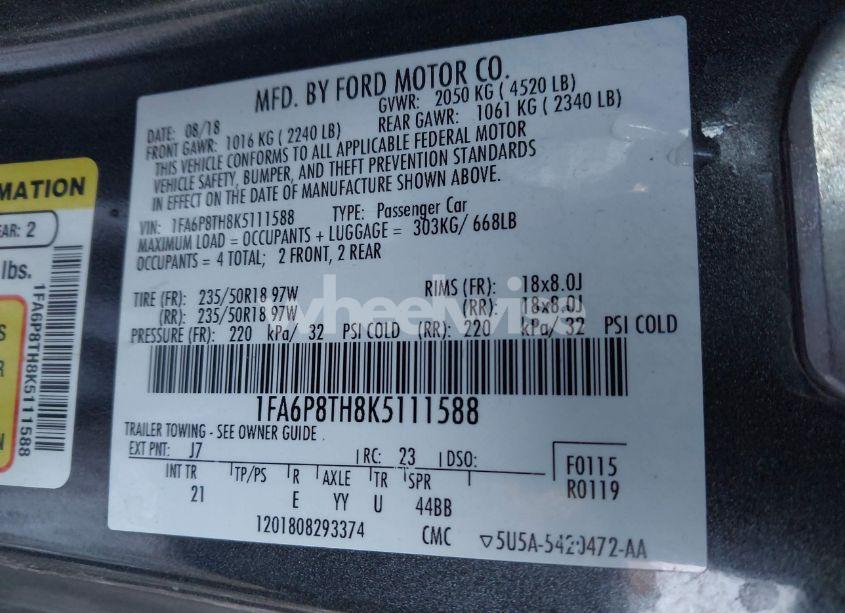 MFD. BY FORD MOTOR CO.
DATE: 08/18 GVWR: 2050 KG ( 4520 LB)
FRONT GAWR: 1016 KG ( 2240 LB) REAR GAWR: 1061 KG ( 2340 LB)
THIS VEHICLE CONFORMS TO ALL APPLICABLE FEDERAL MOTOR
VEHICLE SAFETY, BUMPER, AND THEFT PREVENTION STANDARDS
IN EFFECT ON THE DATE OF MANUFACTURE SHOWN ABOVE.
VIN: 1FA6P8TH8K5111588 TYPE: Passenger Car
MAXIMUM LOAD = OCCUPANTS + LUGGAGE = 303KG/ 668LB
OCCUPANTS = 4 TOTAL; 2 FRONT, 2 REAR
TIRE (FR): 235/50R18 97W RIMS (FR): 18x8.0J
(RR): 235/50R18 97W (RR): 18x8.0J
PRESSURE (FR): 220 kPa/ 32 PSI COLD (RR): 220 kPa/ 32 PSI COLD
1FA6P8TH8K5111588
TRAILER TOWING - SEE OWNER GUIDE
EXT PNT: J7 RC: 23 DSO:
INT TR TP/PS R AXLE TR SPR
21 E YY U 44BB
F0115
R0119
1201808293374 CMC ▽5U5A-5420472-AA
MATION
EAR: 2
lbs.
1FA6P8TH8K5111588
S
R
N